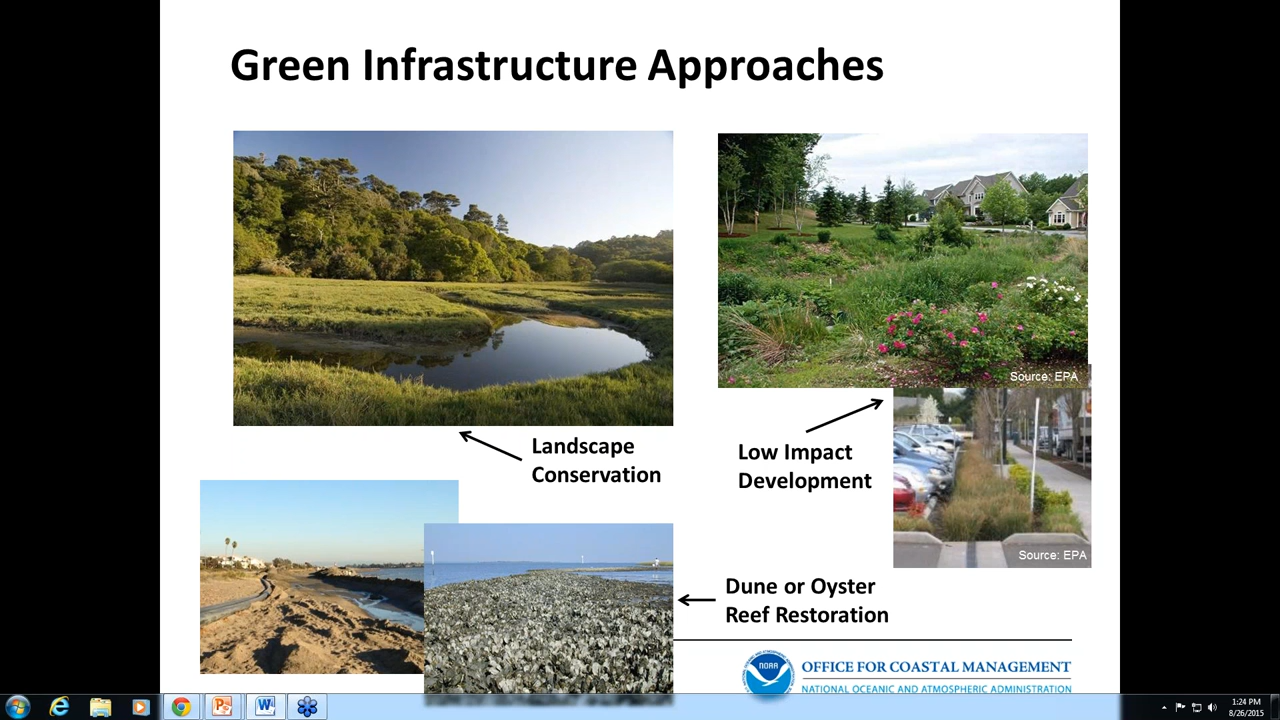 Green Infrastructure Approaches
Source: EPA
Landscape
Conservation
Low Impact
Development
Source: EPA
Dune or Oyster
Reef Restoration
NOAA
OFFICE FOR COASTAL MANAGEMENT
NATIONAL OCEANIC AND ATMOSPHERIC ADMINISTRATION
1:24 PM
8/26/2015